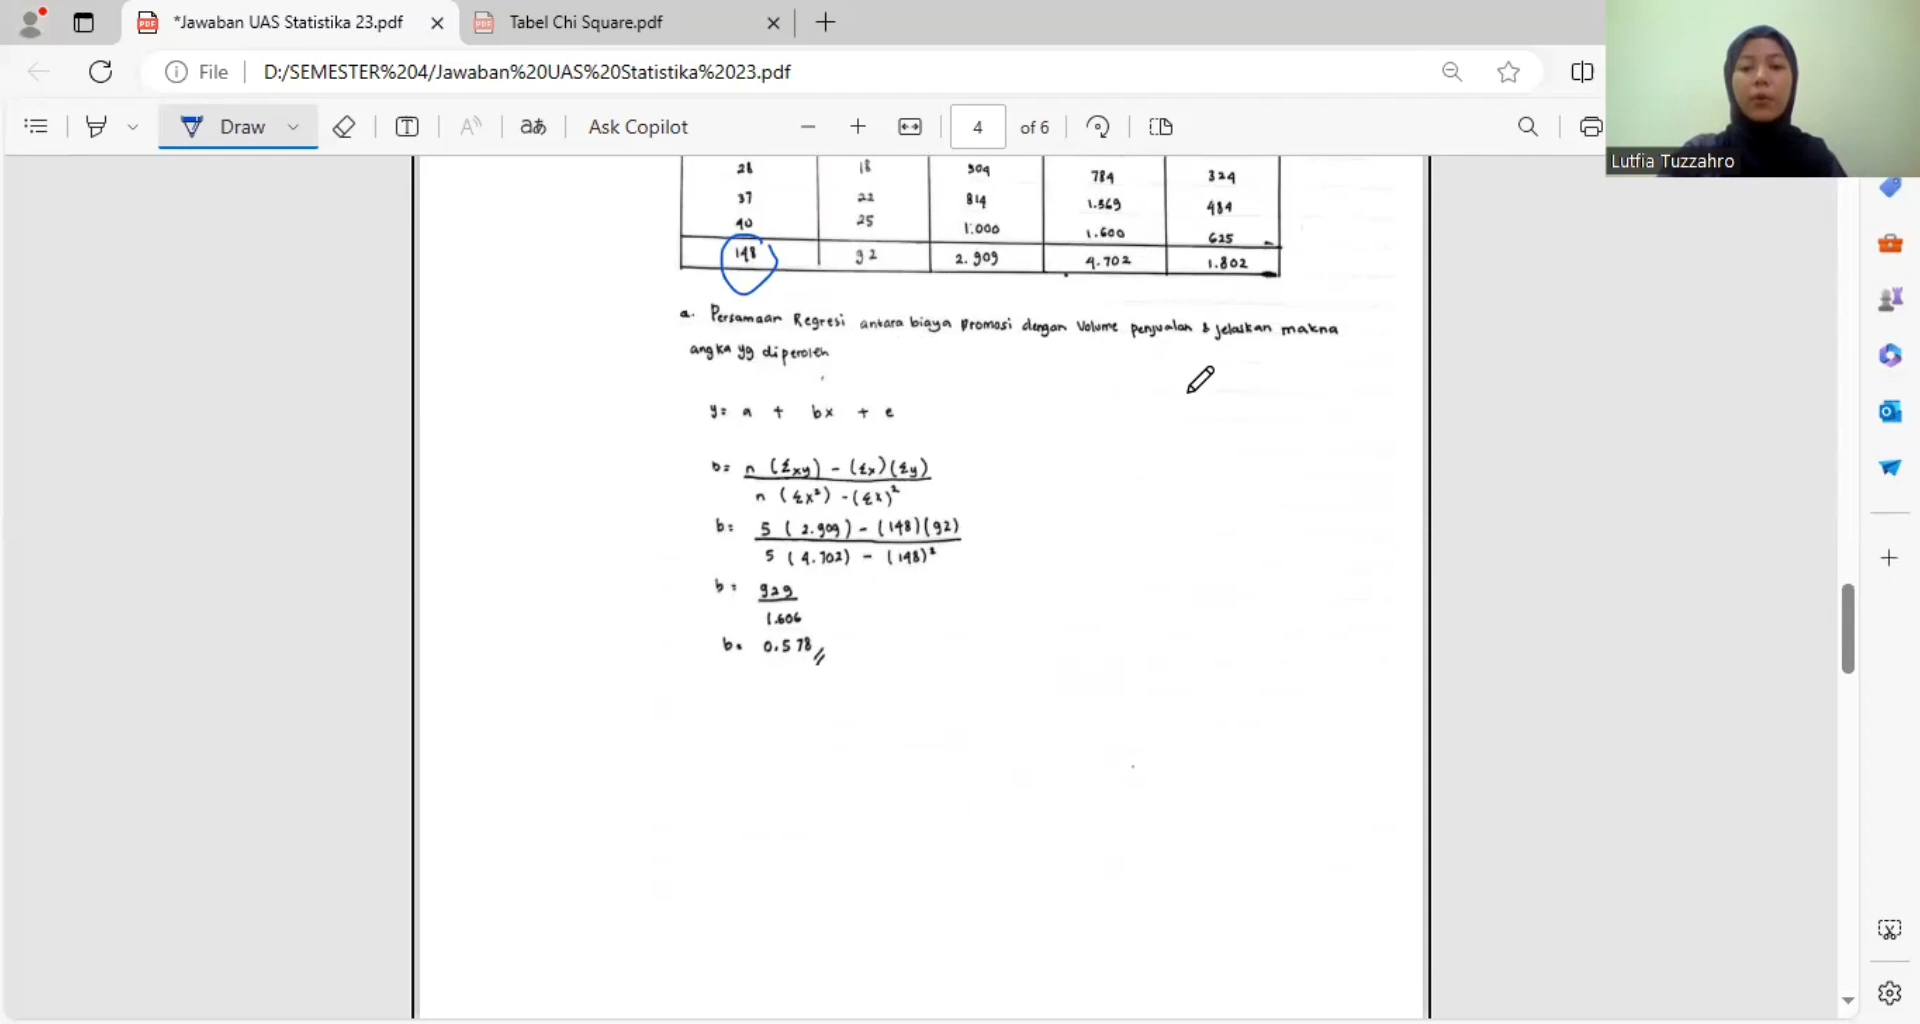 *Jawaban UAS Statistika 23.pdf
Tabel Chi Square.pdf
File
D:/SEMESTER%204/Jawaban%20UAS%20Statistika%2023.pdf
Draw
Ask Copilot
4 of 6
Lutfia Tuzzahro
28 18 504 784 324
37 22 814 1.369 484
40 25 1.000 1.600 625
148 92 2.909 4.702 1.802
a. Persamaan Regresi antara biaya Promosi dengan Volume penjualan & jelaskan makna
angka yg diperoleh
y = a + bx + e
b = n (Σxy) - (Σx)(Σy)
n (Σx²) - (Σx)²
b = 5 (2.909) - (148)(92)
5 (4.702) - (148)²
b = 929
1.606
b = 0.578